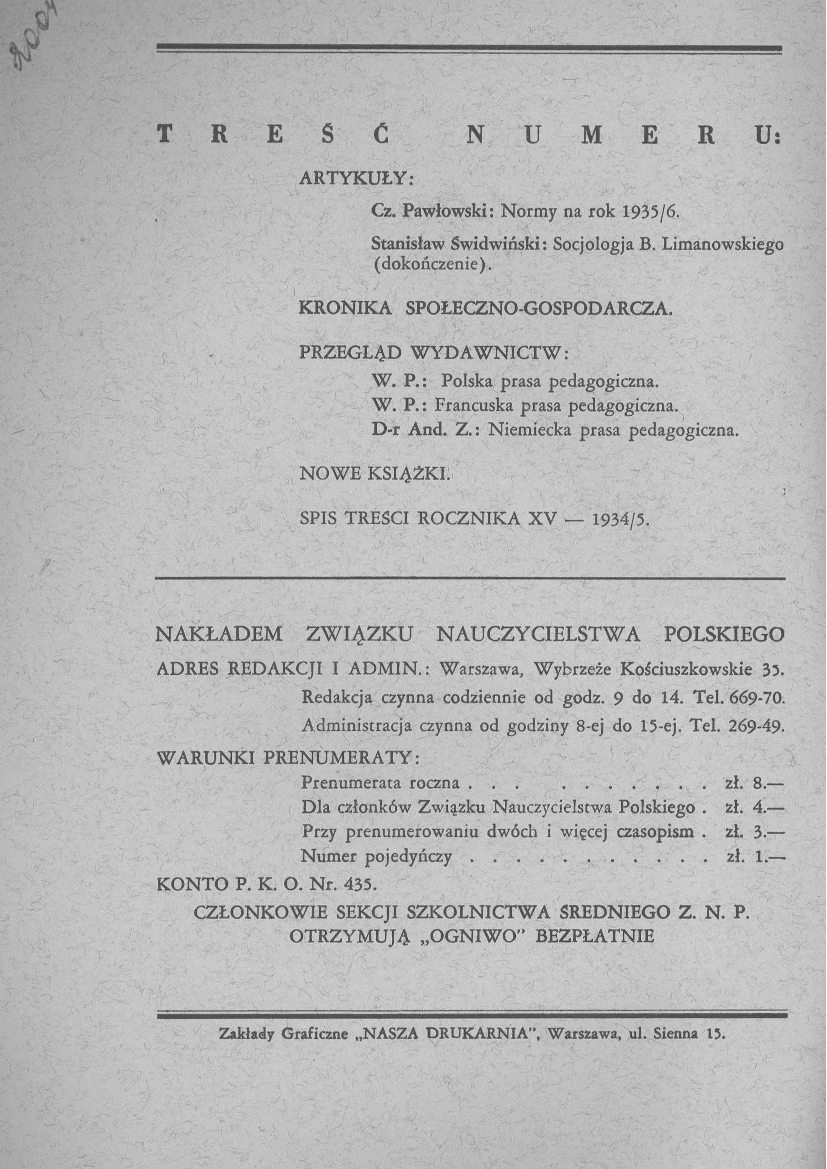 TREŚĆ NUMERU:
ARTYKUŁY:
Cz. Pawłowski: Normy na rok 1935/6.
Stanisław Świdwiński: Socjologja B. Limanowskiego
(dokończenie).
KRONIKA SPOŁECZNO-GOSPODARCZA.
PRZEGLĄD WYDAWNICTW:
W. P.: Polska prasa pedagogiczna.
W. P.: Francuska prasa pedagogiczna.
D-r And. Z.: Niemiecka prasa pedagogiczna.
NOWE KSIĄŻKI.
SPIS TREŚCI ROCZNIKA XV — 1934/5.
NAKŁADEM ZWIĄZKU NAUCZYCIELSTWA POLSKIEGO
ADRES REDAKCJI I ADMIN.: Warszawa, Wybrzeże Kościuszkowskie 35.
Redakcja czynna codziennie od godz. 9 do 14. Tel. 669-70.
Administracja czynna od godziny 8-ej do 15-ej. Tel. 269-49.
WARUNKI PRENUMERATY:
Prenumerata roczna . . . . . . . . . . . zł. 8.—
Dla członków Związku Nauczycielstwa Polskiego . zł. 4.—
Przy prenumerowaniu dwóch i więcej czasopism . zł. 3.—
Numer pojedyńczy . . . . . . . . . . . zł. 1.—
KONTO P. K. O. Nr. 435.
CZŁONKOWIE SEKCJI SZKOLNICTWA ŚREDNIEGO Z. N. P.
OTRZYMUJĄ „OGNIWO” BEZPŁATNIE
Zakłady Graficzne „NASZA DRUKARNIA”, Warszawa, ul. Sienna 15.